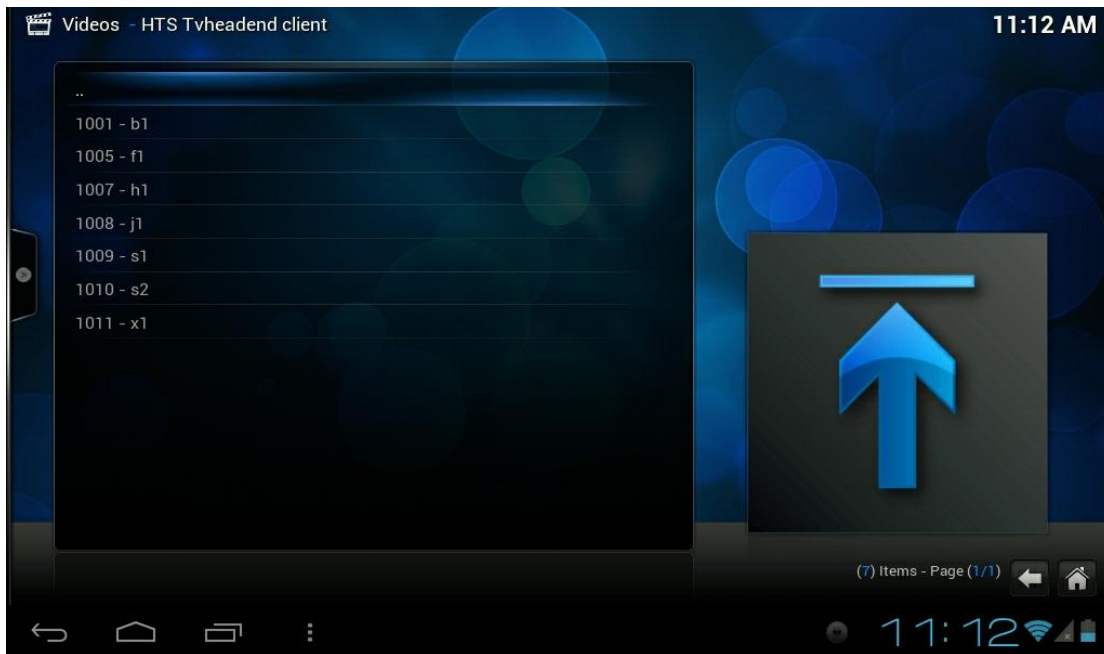 Videos - HTS Tvheadend client
11:12 AM
..
1001 - b1
1005 - f1
1007 - h1
1008 - j1
1009 - s1
1010 - s2
1011 - x1
(7) Items - Page (1/1)
11:12